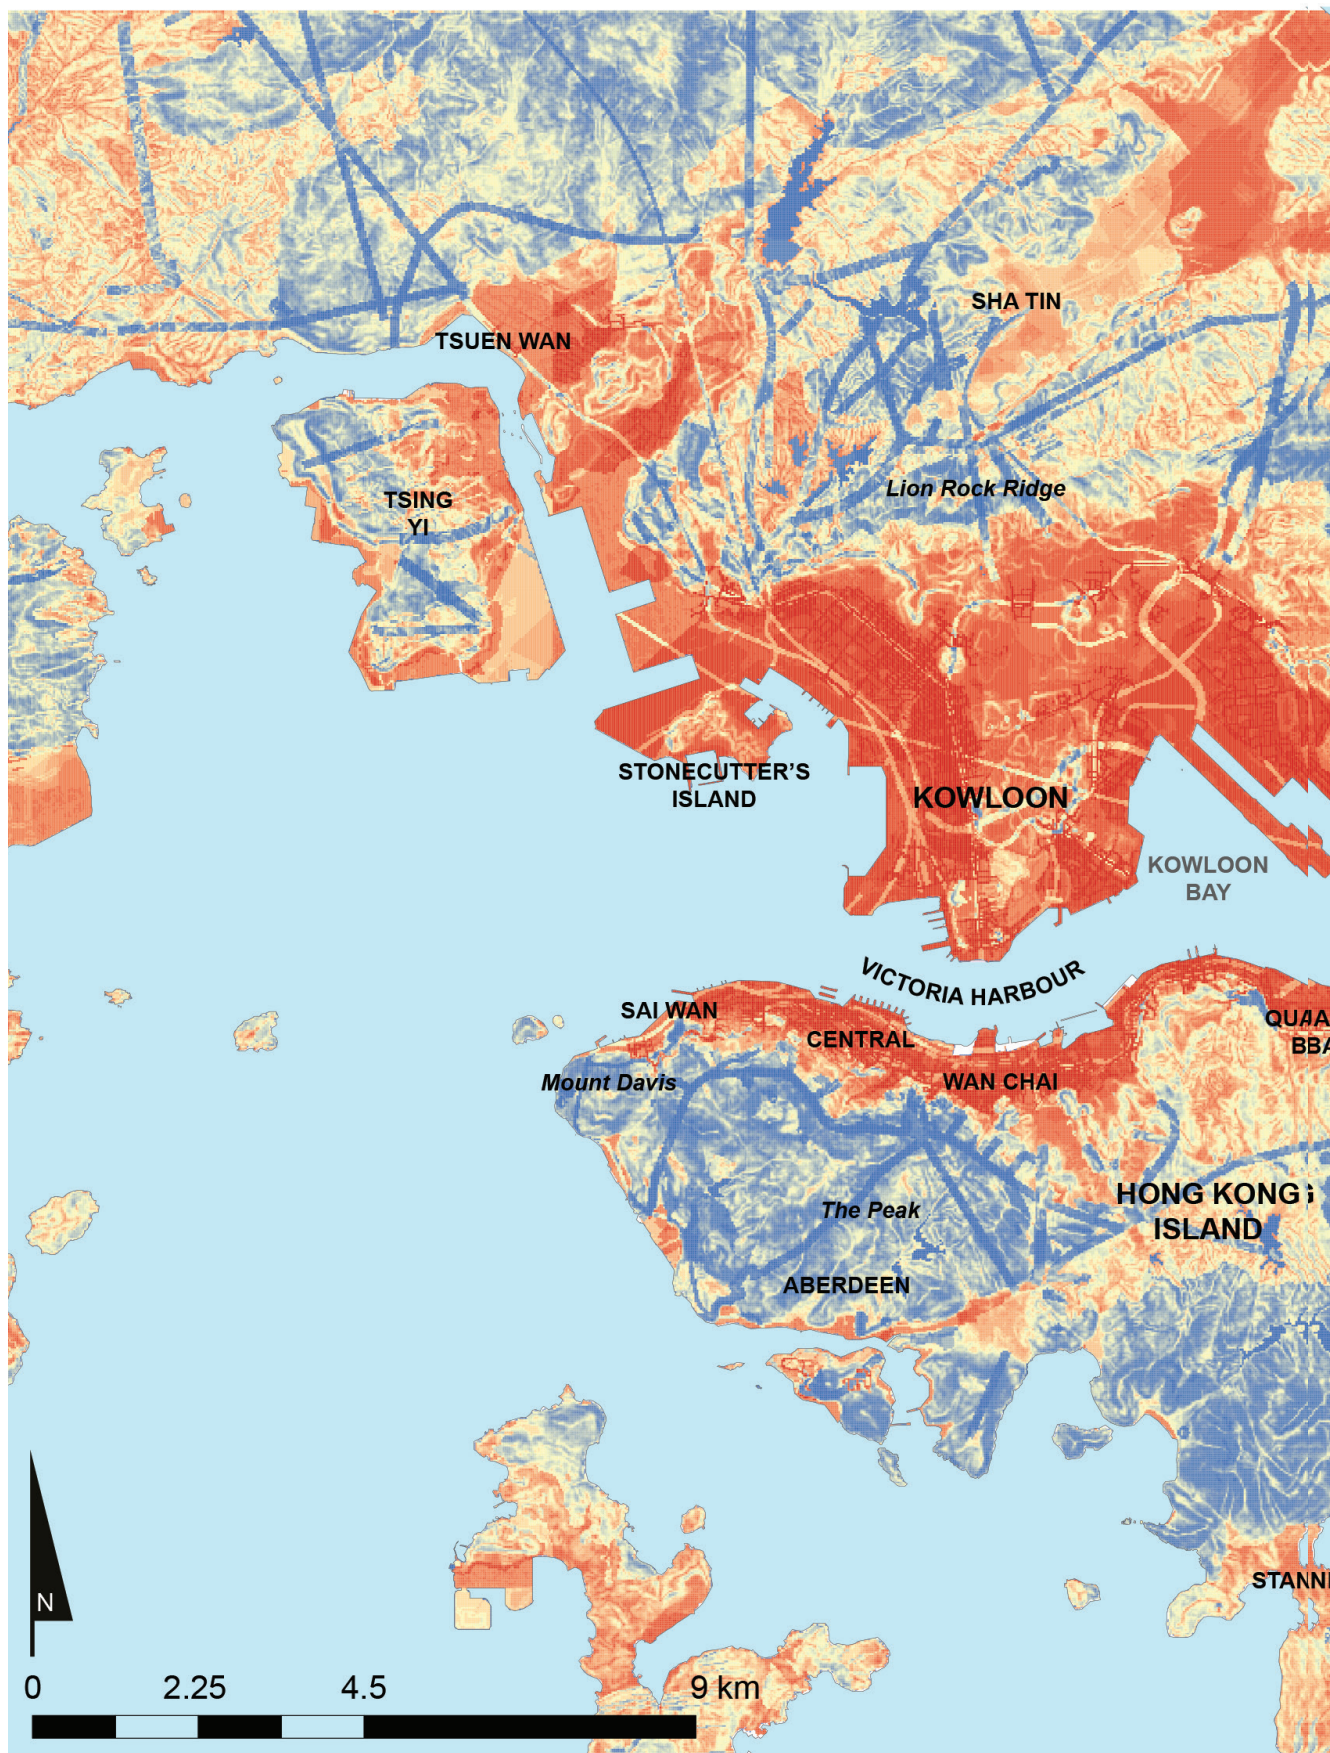 SHA TIN
TSUEN WAN
Lion Rock Ridge
TSING
YI
STONECUTTER'S
ISLAND
KOWLOON
KOWLOON
BAY
VICTORIA HARBOUR
SAI WAN
CENTRAL
WAN CHAI
Mount Davis
HONG KONG
ISLAND
The Peak
ABERDEEN
N
0 2.25 4.5 9 km